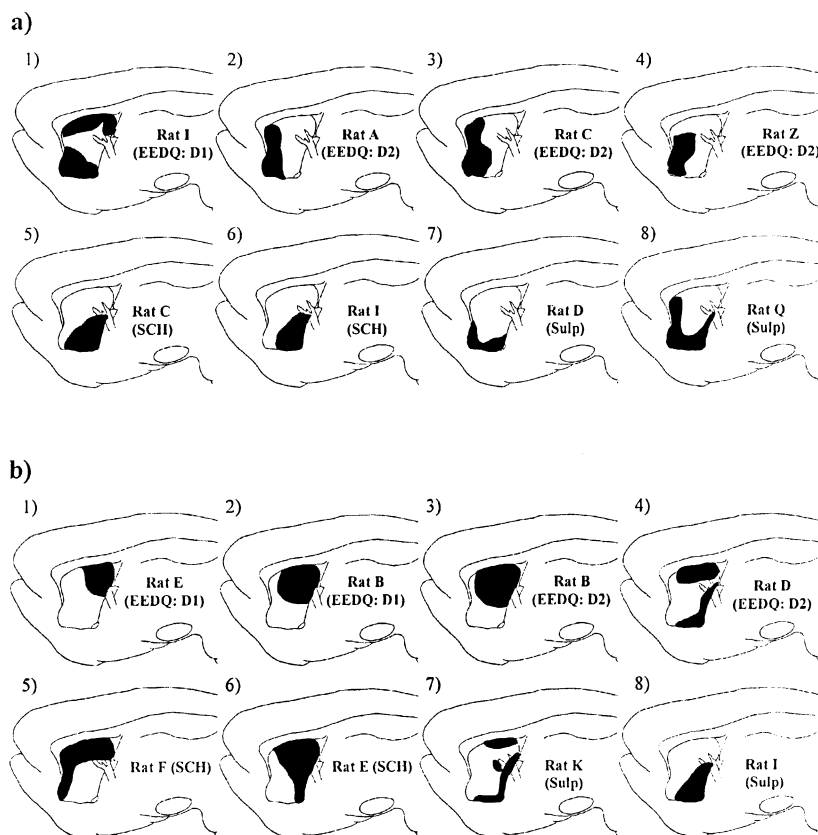 a)
1)
2)
3)
4)
Rat I
(EEDQ: D1)
Rat A
(EEDQ: D2)
Rat C
(EEDQ: D2)
Rat Z
(EEDQ: D2)
5)
6)
7)
8)
Rat C
(SCH)
Rat I
(SCH)
Rat D
(Sulp)
Rat Q
(Sulp)
b)
1)
2)
3)
4)
Rat E
(EEDQ: D1)
Rat B
(EEDQ: D1)
Rat B
(EEDQ: D2)
Rat D
(EEDQ: D2)
5)
6)
7)
8)
Rat F (SCH)
Rat E (SCH)
Rat K
(Sulp)
Rat I
(Sulp)